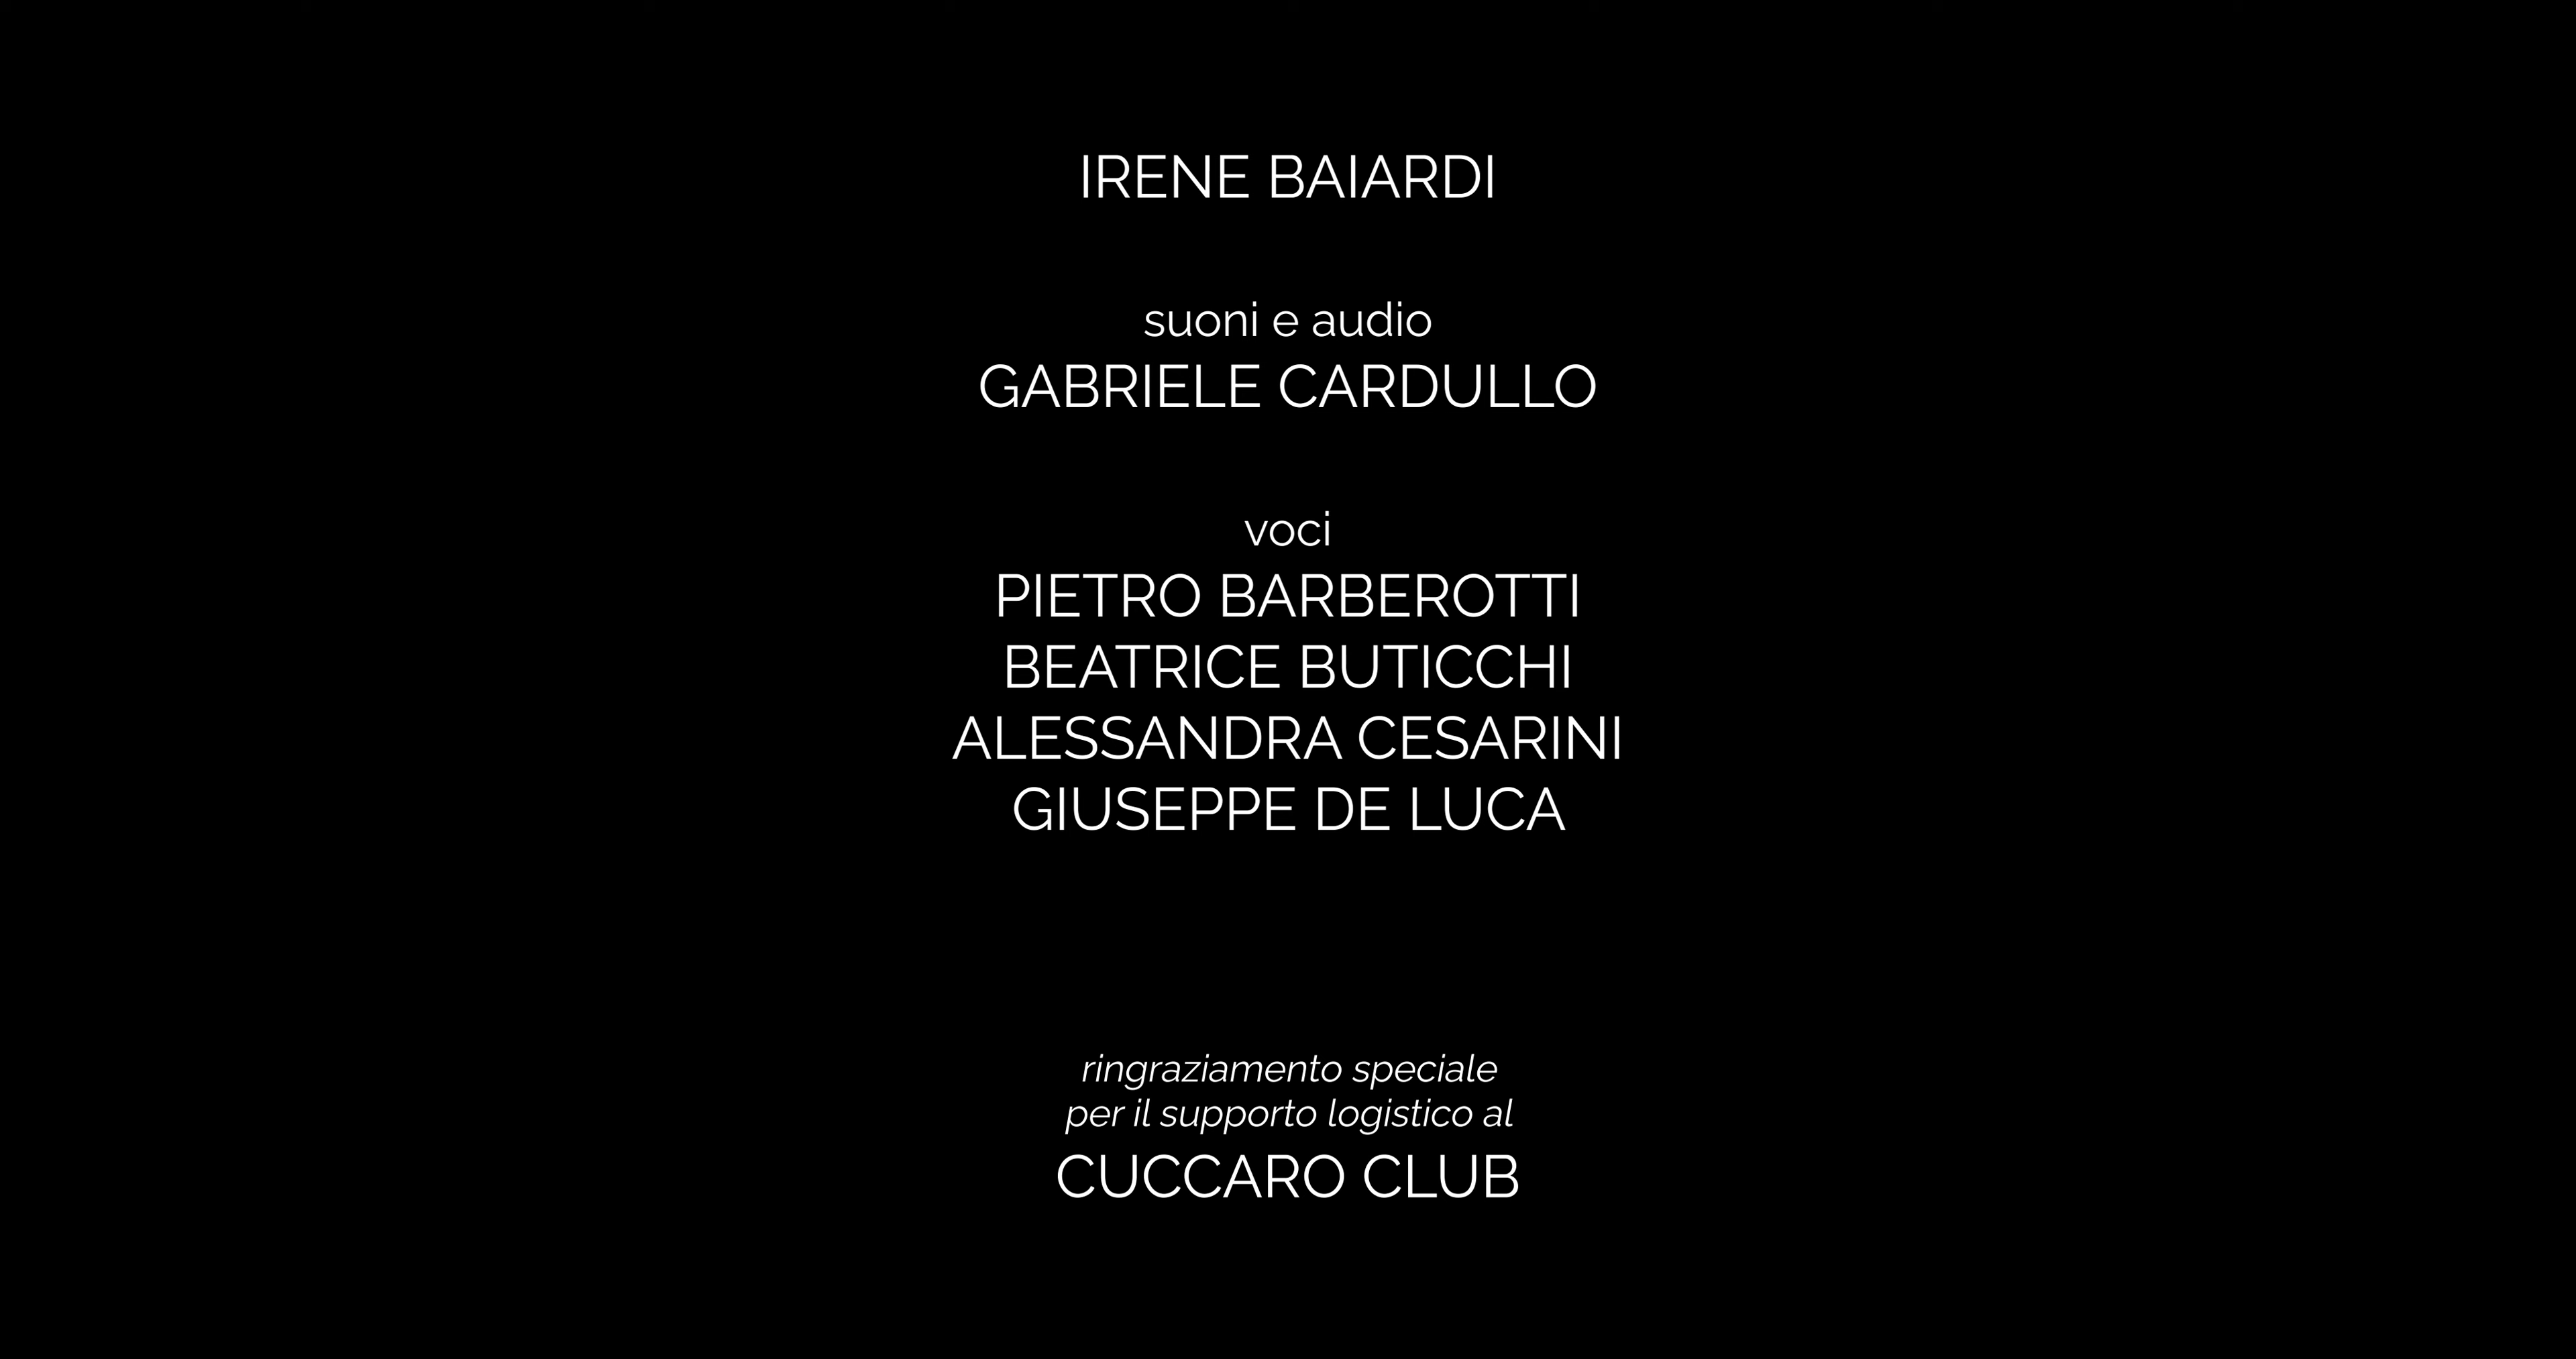 IRENE BAIARDI
suoni e audio
GABRIELE CARDULLO
voci
PIETRO BARBEROTTI
BEATRICE BUTICCHI
ALESSANDRA CESARINI
GIUSEPPE DE LUCA
ringraziamento speciale
per il supporto logistico al
CUCCARO CLUB